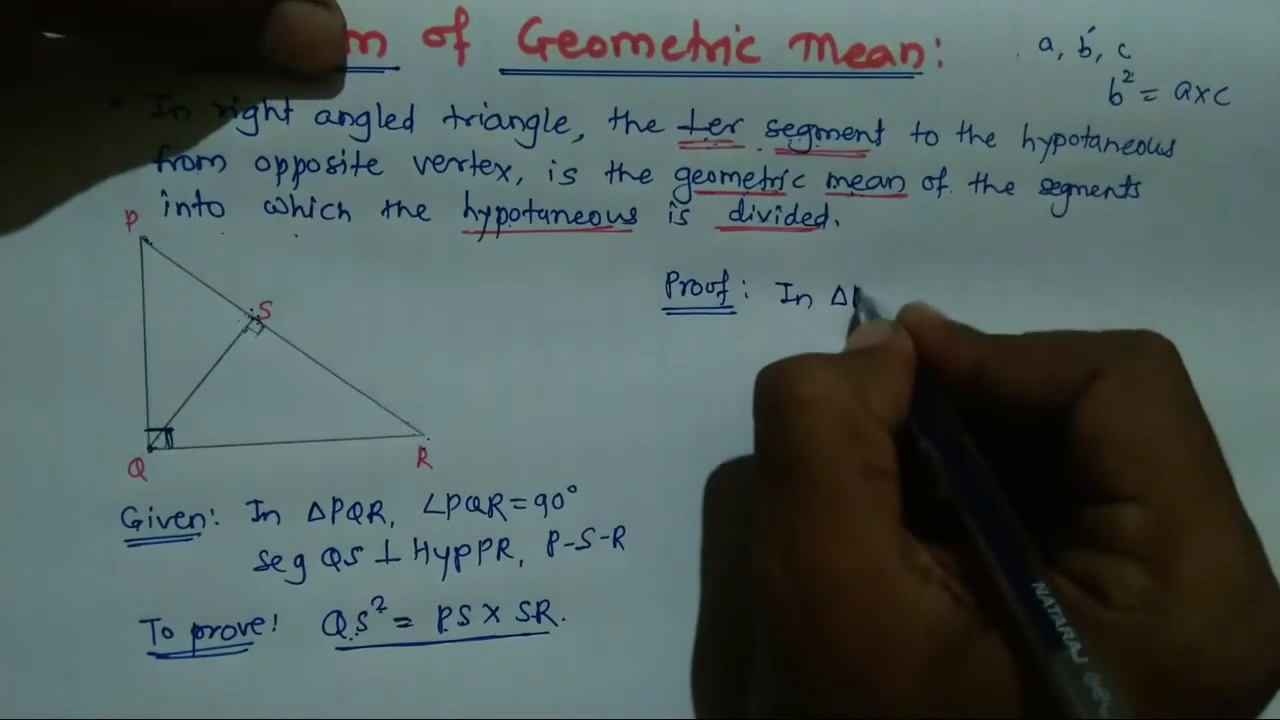 of Geometric Mean:
a, b, c
b² = a×c
" In right angled triangle, the ⊥er segment to the hypotaneous
from opposite vertex, is the geometric mean of the segments
into which the hypotaneous is divided.
P
S
Q
R
Proof: In Δ
Given: In ΔPQR, ∠PQR = 90°
seg QS ⊥ Hyp PR, P-S-R
To prove: QS² = PS × SR.
NATARAJ